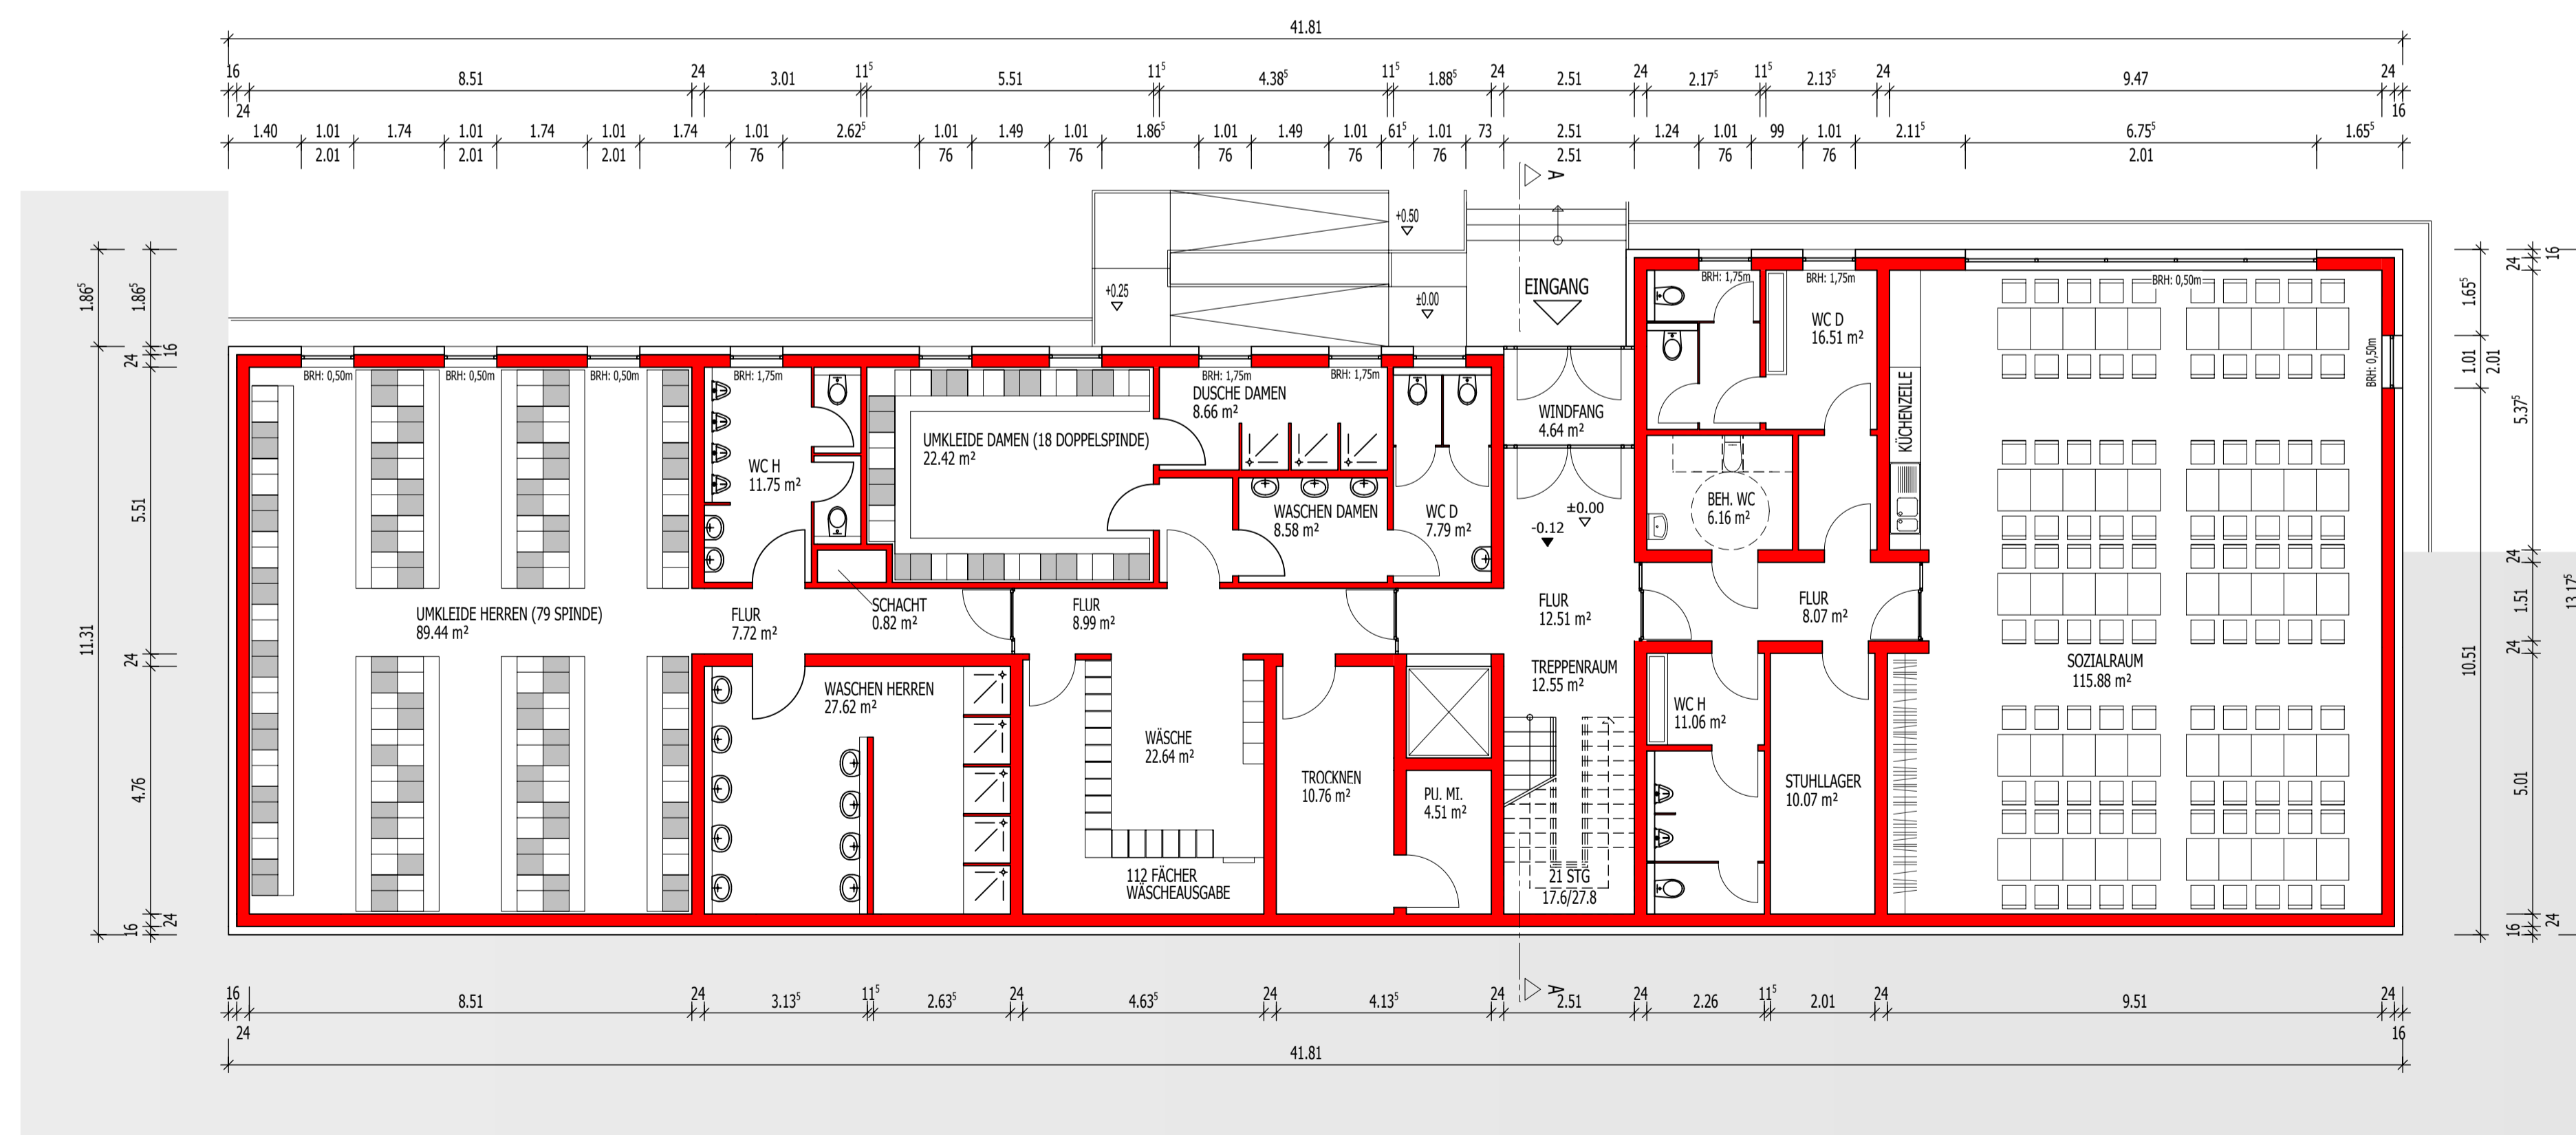 41.81
16 8.51 24 3.01 11⁵ 5.51 11⁵ 4.38⁵ 11⁵ 1.88⁵ 24 2.51 24 2.17⁵ 11⁵ 2.13⁵ 24 9.47 24
24 16
1.40 1.01 1.74 1.01 1.74 1.01 1.74 1.01 2.62⁵ 1.01 1.49 1.01 1.86⁵ 1.01 1.49 1.01 61⁵ 1.01 73 2.51 1.24 1.01 99 1.01 2.11⁵ 6.75⁵ 1.65⁵
2.01 2.01 2.01 76 76 76 76 76 76 2.51 76 76 2.01
A
+0.50
+0.25
±0.00
EINGANG
1.86⁵
11.31
1.86⁵
24
16
5.51
24
4.76
16
24
BRH: 0,50m
BRH: 0,50m
BRH: 0,50m
BRH: 1,75m
BRH: 1,75m
BRH: 1,75m
BRH: 1,75m
BRH: 1,75m
BRH: 0,50m
BRH: 0,50m
UMKLEIDE HERREN (79 SPINDE)
89.44 m²
WC H
11.75 m²
UMKLEIDE DAMEN (18 DOPPELSPINDE)
22.42 m²
DUSCHE DAMEN
8.66 m²
WASCHEN DAMEN
8.58 m²
WC D
7.79 m²
WINDFANG
4.64 m²
±0.00
-0.12
WC D
16.51 m²
BEH. WC
6.16 m²
KÜCHENZEILE
FLUR
7.72 m²
SCHACHT
0.82 m²
FLUR
8.99 m²
FLUR
12.51 m²
FLUR
8.07 m²
TREPPENRAUM
12.55 m²
SOZIALRAUM
115.88 m²
WASCHEN HERREN
27.62 m²
WÄSCHE
22.64 m²
112 FÄCHER
WÄSCHEAUSGABE
TROCKNEN
10.76 m²
PU. MI.
4.51 m²
21 STG
17.6/27.8
WC H
11.06 m²
STUHLLAGER
10.07 m²
1.65⁵
1.01
2.01
10.51
24
16
5.37⁵
24
1.51
24
5.01
16
24
13.17⁵
A
16 8.51 24 3.13⁵ 11⁵ 2.63⁵ 24 4.63⁵ 24 4.13⁵ 24 2.51 24 2.26 11⁵ 2.01 24 9.51 24
24 16
41.81